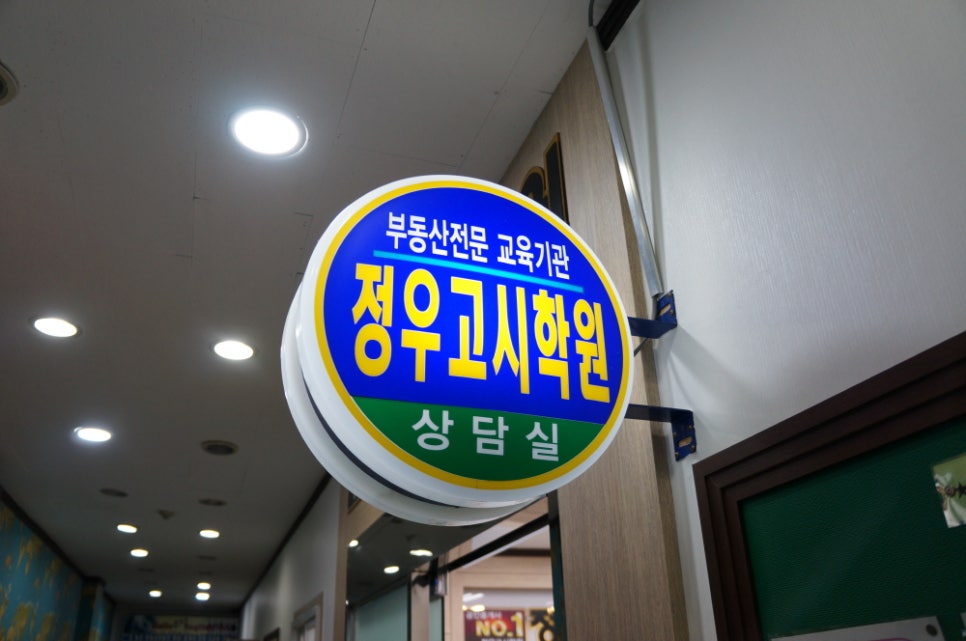 부동산전문 교육기관
정우고시학원
상담실
NO.1